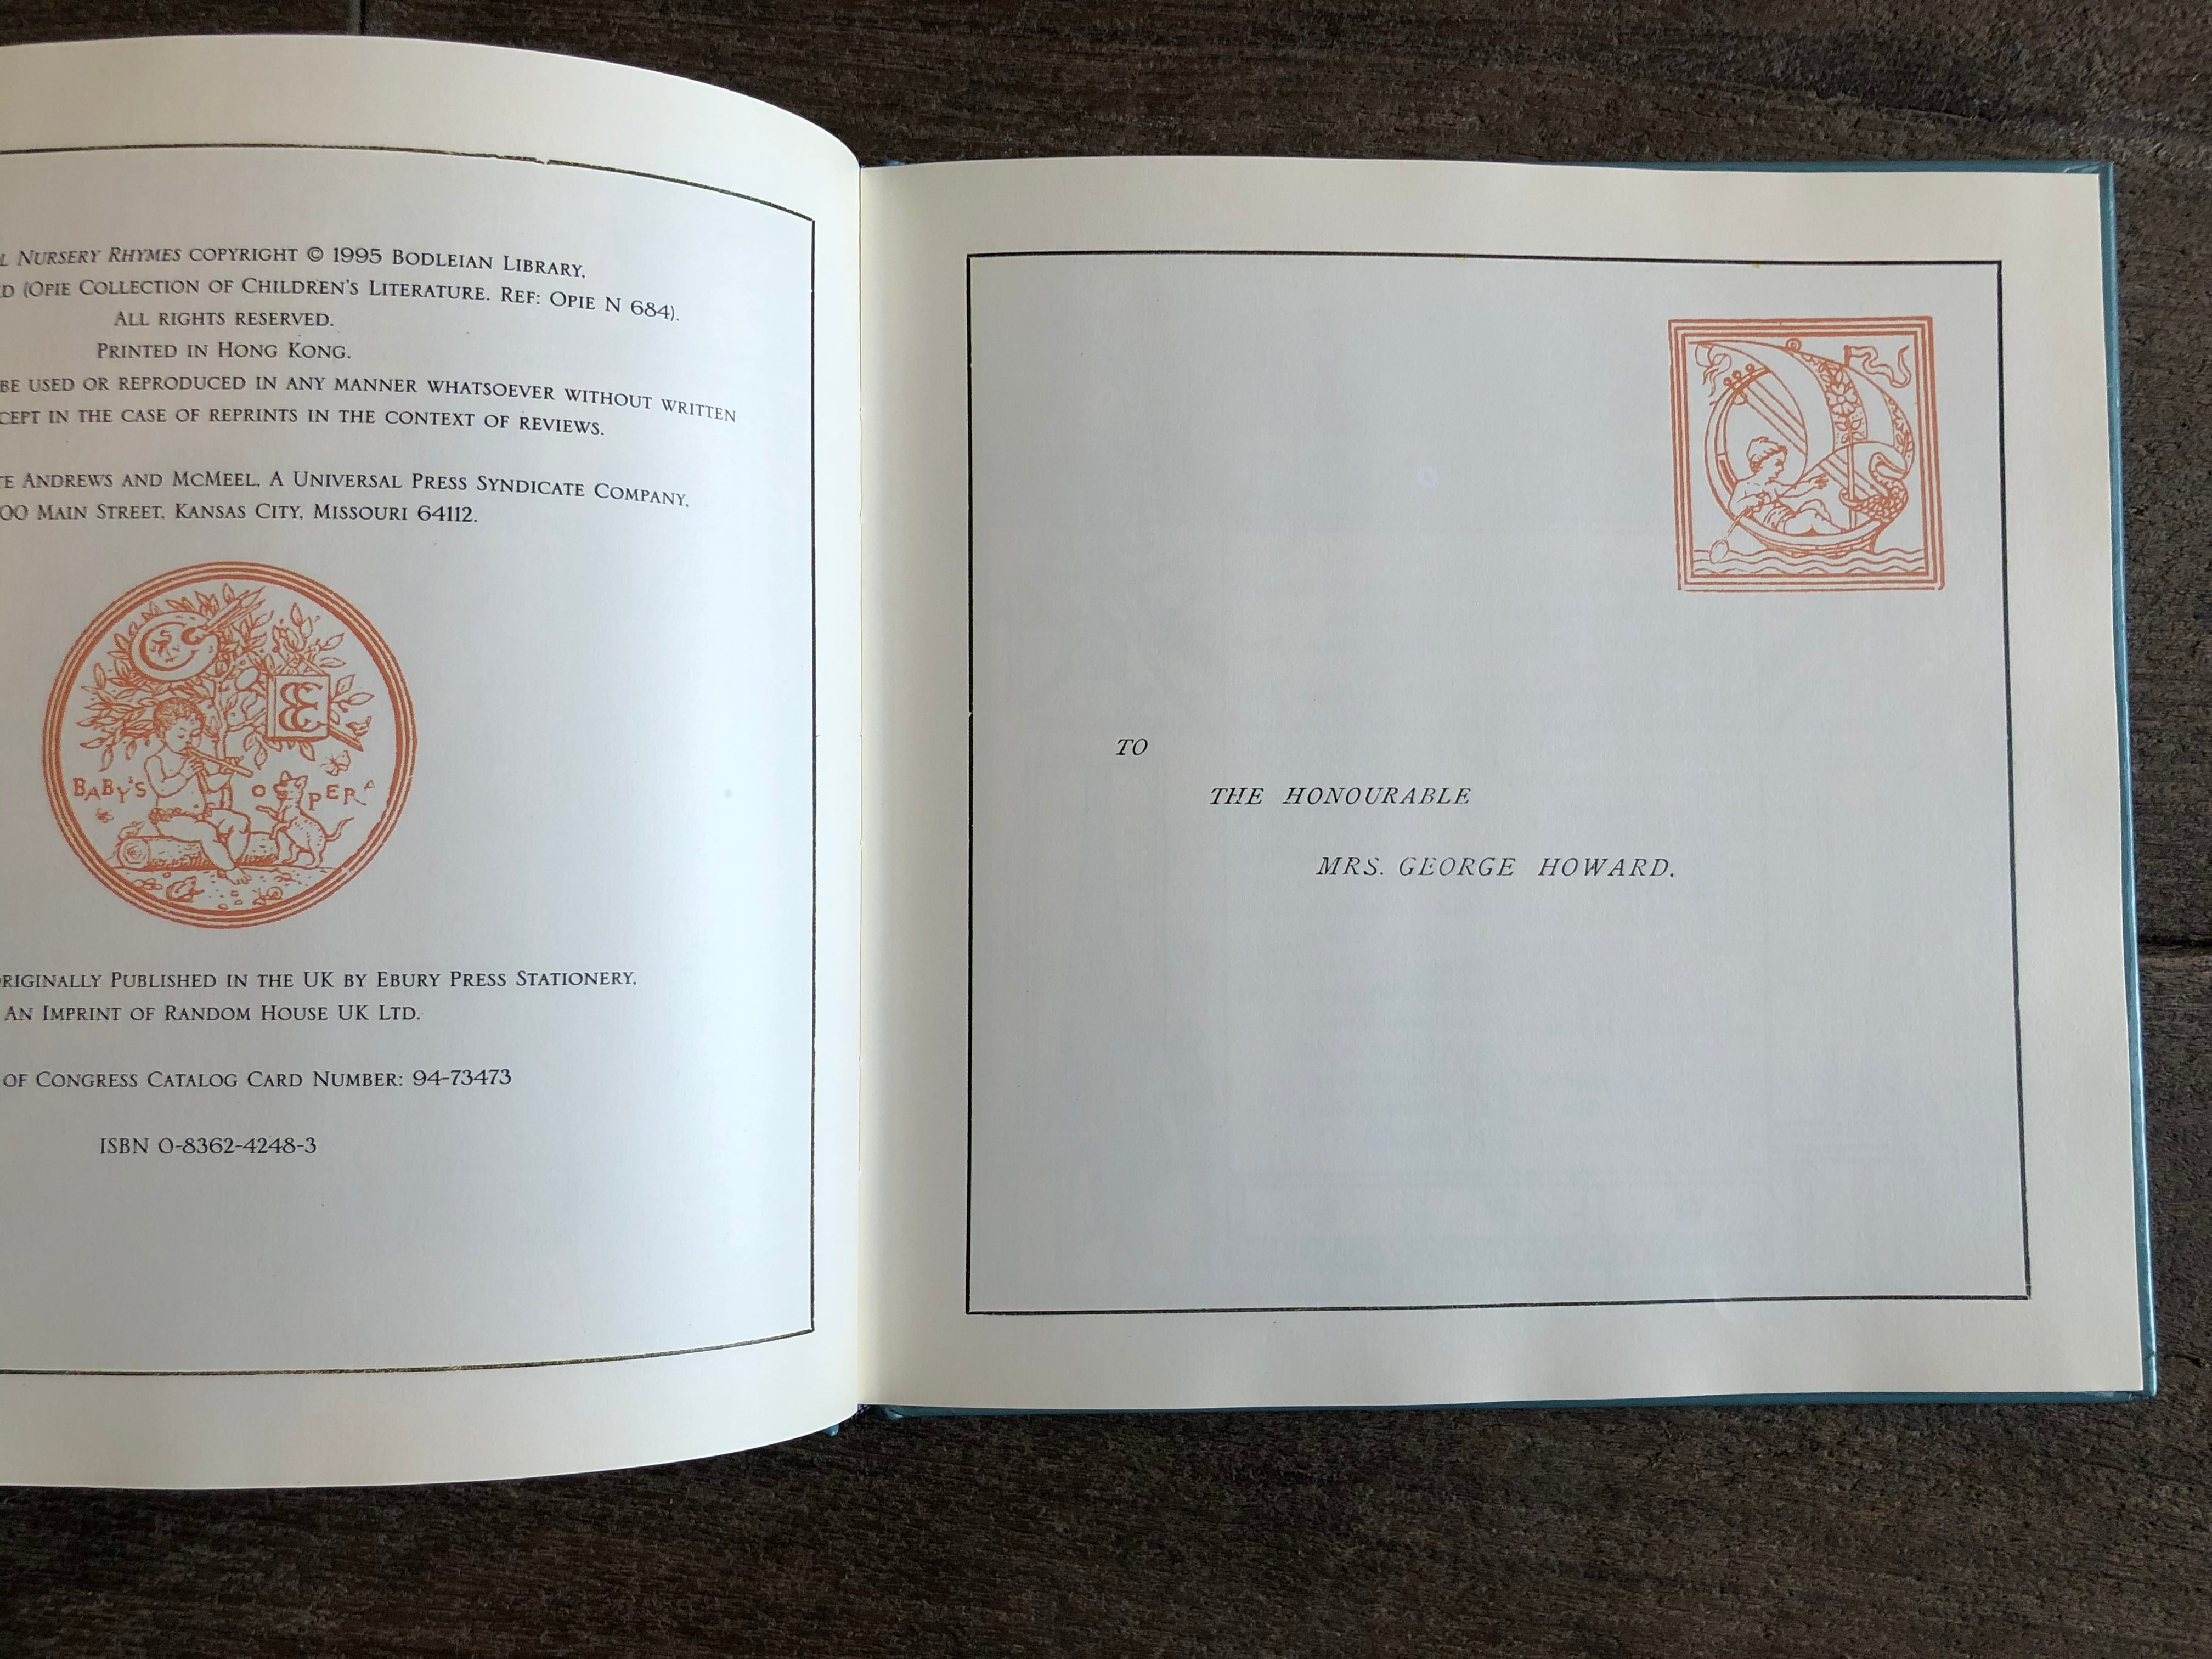 NURSERY RHYMES COPYRIGHT © 1995 BODLEIAN LIBRARY,
(OPIE COLLECTION OF CHILDREN'S LITERATURE. REF: OPIE N 684).
ALL RIGHTS RESERVED.
PRINTED IN HONG KONG.
BE USED OR REPRODUCED IN ANY MANNER WHATSOEVER WITHOUT WRITTEN
IN THE CASE OF REPRINTS IN THE CONTEXT OF REVIEWS.
ANDREWS AND MCMEEL, A UNIVERSAL PRESS SYNDICATE COMPANY,
MAIN STREET, KANSAS CITY, MISSOURI 64112.
BABY'S OPERA
PUBLISHED IN THE UK BY EBURY PRESS STATIONERY,
AN IMPRINT OF RANDOM HOUSE UK LTD.
OF CONGRESS CATALOG CARD NUMBER: 94-73473
ISBN 0-8362-4248-3
TO
THE HONOURABLE
MRS. GEORGE HOWARD.